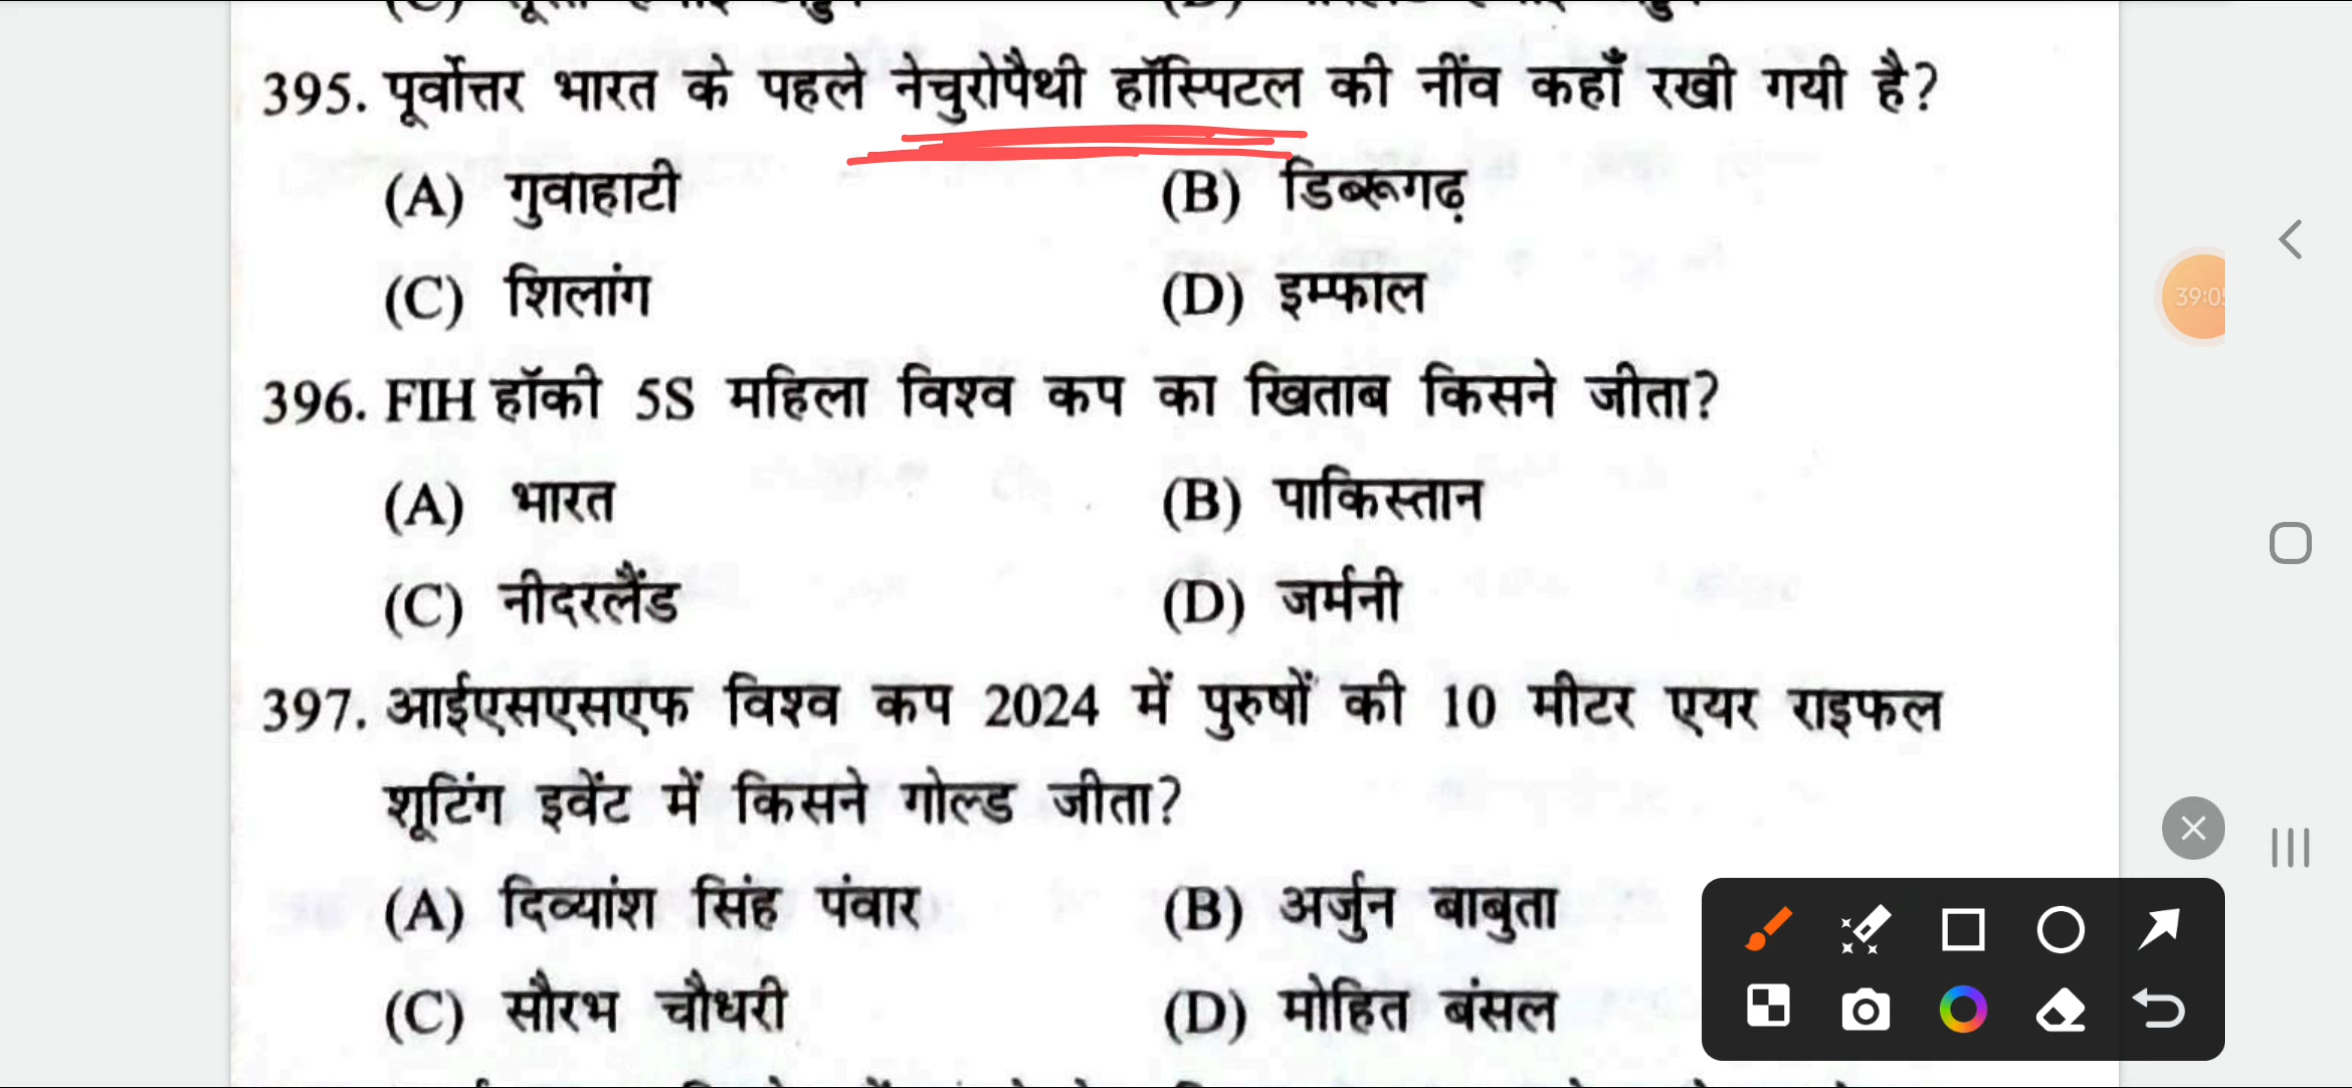 395. पूर्वोत्तर भारत के पहले नेचुरोपैथी हॉस्पिटल की नींव कहाँ रखी गयी है?
(A) गुवाहाटी (B) डिब्रूगढ़
(C) शिलांग (D) इम्फाल
396. FIH हॉकी 5S महिला विश्व कप का खिताब किसने जीता?
(A) भारत (B) पाकिस्तान
(C) नीदरलैंड (D) जर्मनी
397. आईएसएसएफ विश्व कप 2024 में पुरुषों की 10 मीटर एयर राइफल
शूटिंग इवेंट में किसने गोल्ड जीता?
(A) दिव्यांश सिंह पंवार (B) अर्जुन बाबुता
(C) सौरभ चौधरी (D) मोहित बंसल